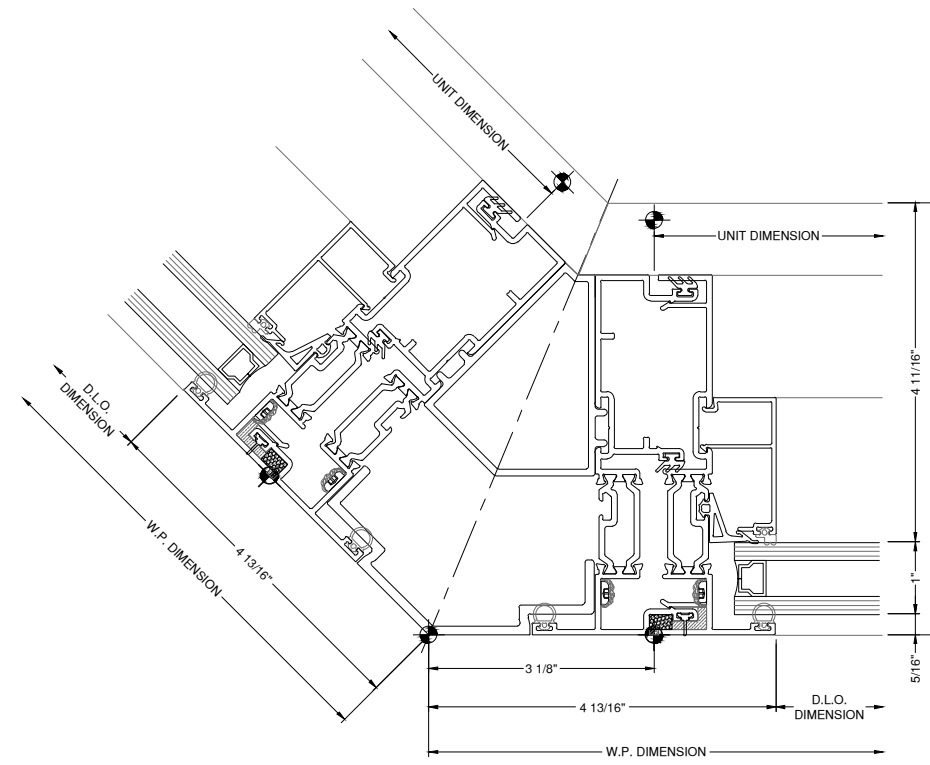 UNIT DIMENSION
UNIT DIMENSION
4 11/16"
D.L.O.
DIMENSION
W.P. DIMENSION
4 13/16"
1"
5/16"
3 1/8"
4 13/16"
D.L.O.
DIMENSION
W.P. DIMENSION